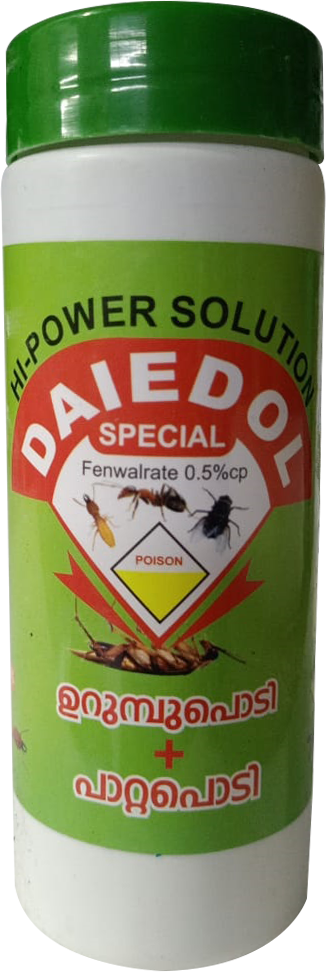 HI-POWER SOLUTION
DAIEDOL
SPECIAL
Fenwalrate 0.5%cp
POISON
ഉറുമ്പുപൊടി
+
പാറ്റപൊടി